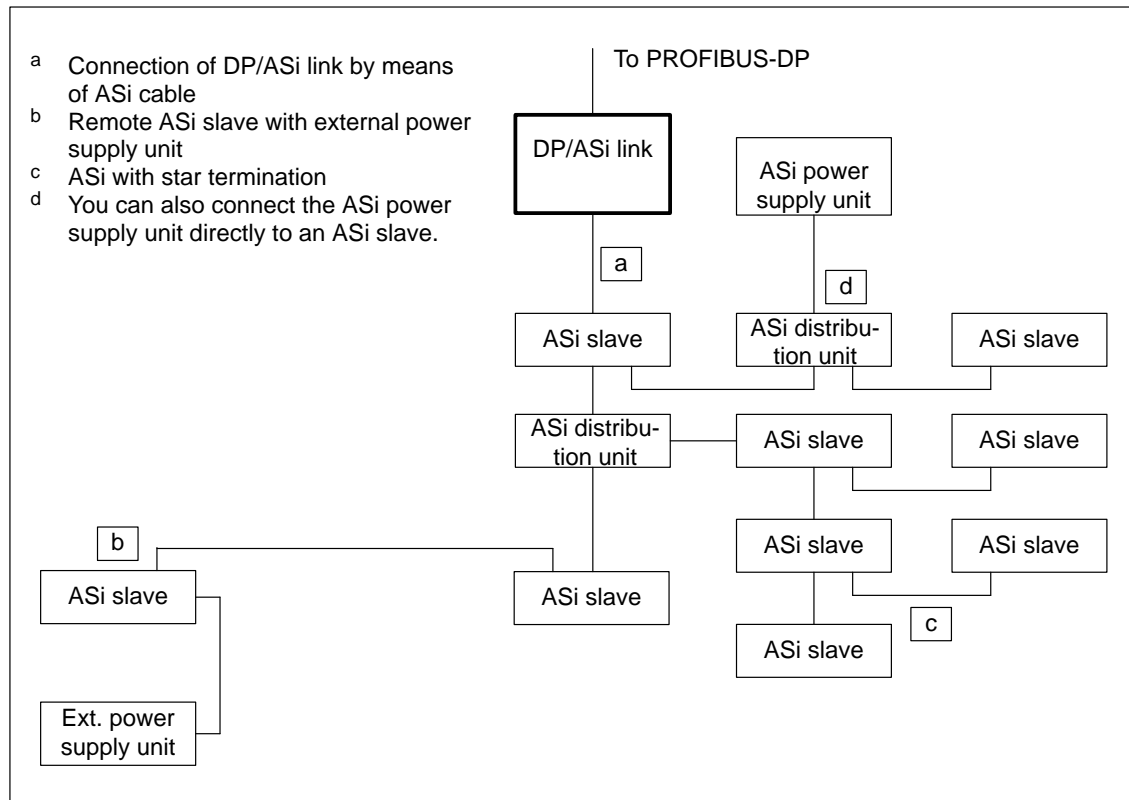 a Connection of DP/ASi link by means
of ASi cable
b Remote ASi slave with external power
supply unit
c ASi with star termination
d You can also connect the ASi power
supply unit directly to an ASi slave.
To PROFIBUS-DP
DP/ASi link
ASi power
supply unit
a
d
ASi slave
ASi distribu-
tion unit
ASi slave
ASi distribu-
tion unit
ASi slave
ASi slave
b
ASi slave
ASi slave
ASi slave
ASi slave
c
ASi slave
Ext. power
supply unit